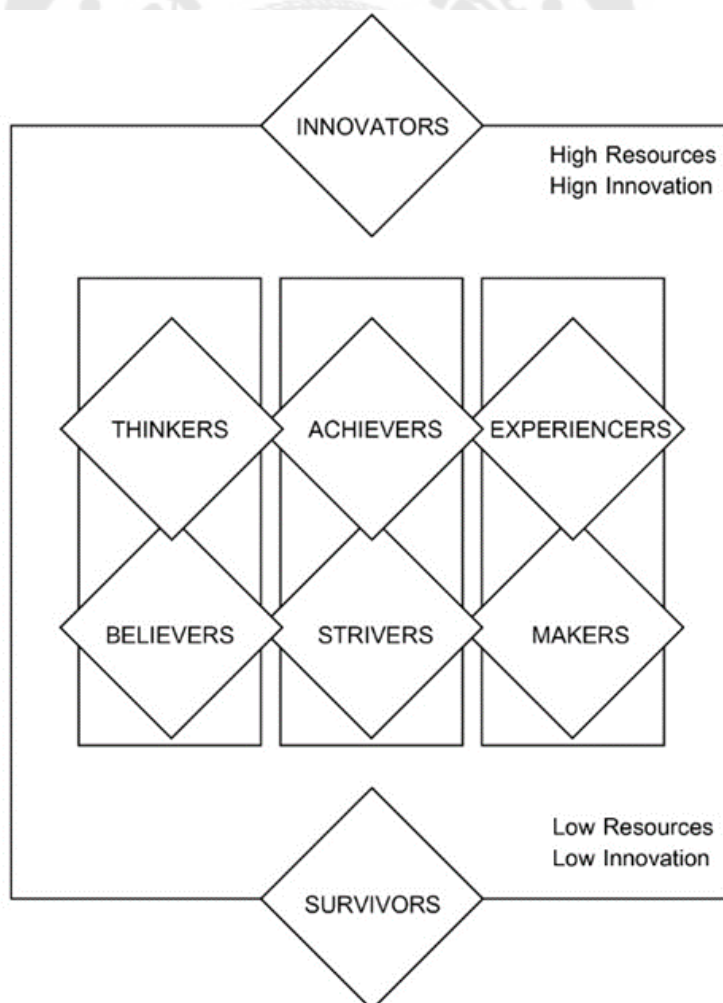 INNOVATORS
High Resources
Hign Innovation
THINKERS
ACHIEVERS
EXPERIENCERS
BELIEVERS
STRIVERS
MAKERS
Low Resources
Low Innovation
SURVIVORS